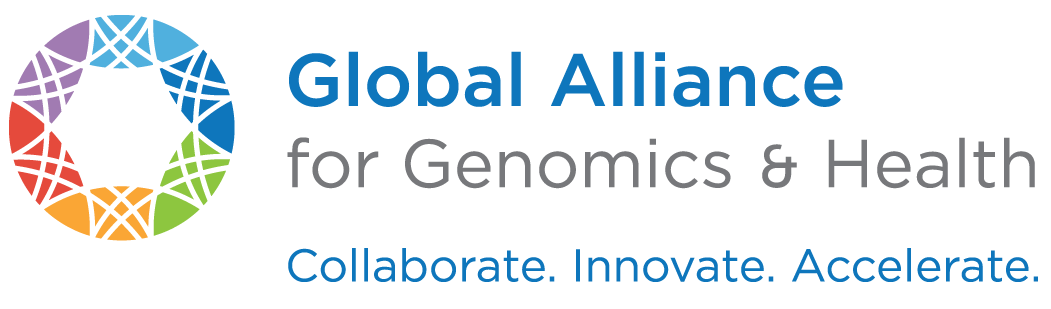 Global Alliance
for Genomics & Health
Collaborate. Innovate. Accelerate.